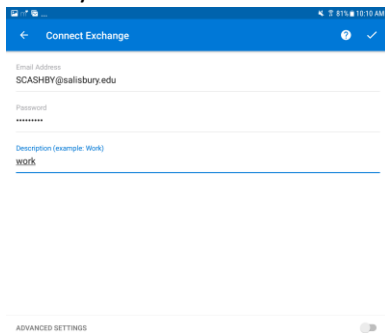 81% 10:10 AM
Connect Exchange
Email Address
SCASHBY@salisbury.edu
Password
•••••••••
Description (example: Work)
work
ADVANCED SETTINGS